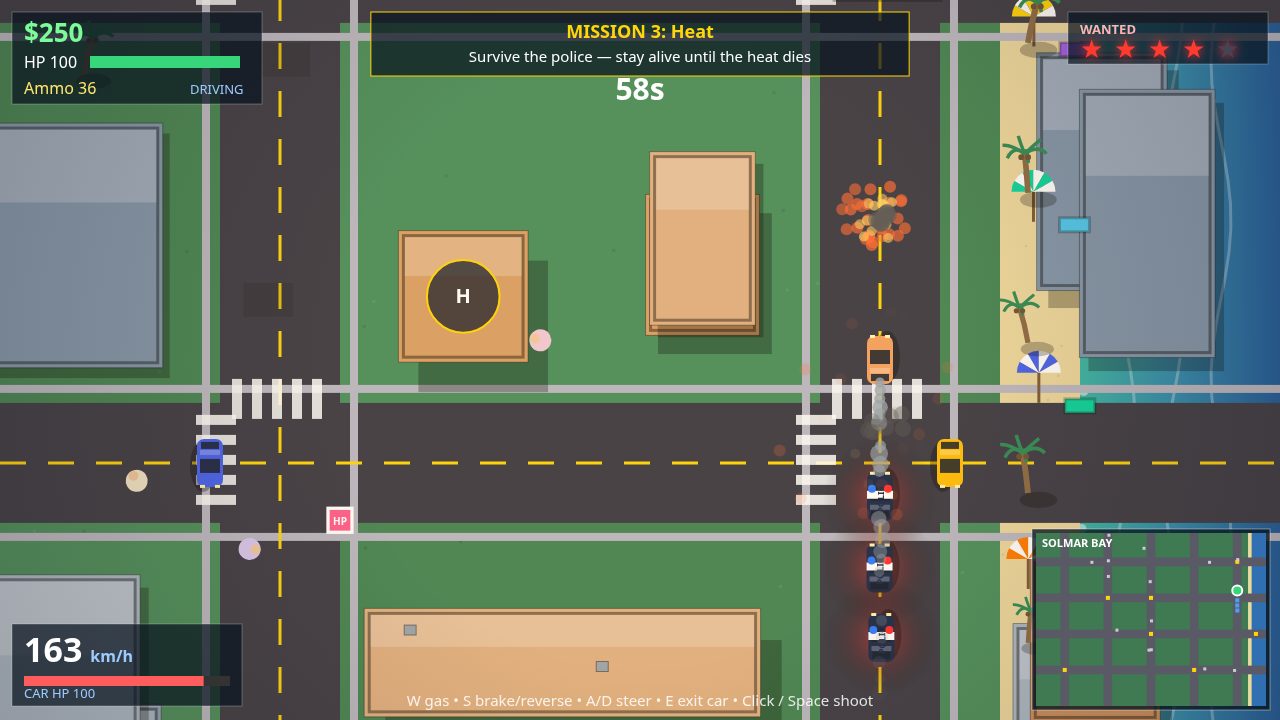 $250
HP 100
Ammo 36
DRIVING
MISSION 3: Heat
Survive the police — stay alive until the heat dies
58s
WANTED
H
HP
SOLMAR BAY
163 km/h
CAR HP 100
W gas • S brake/reverse • A/D steer • E exit car • Click / Space shoot